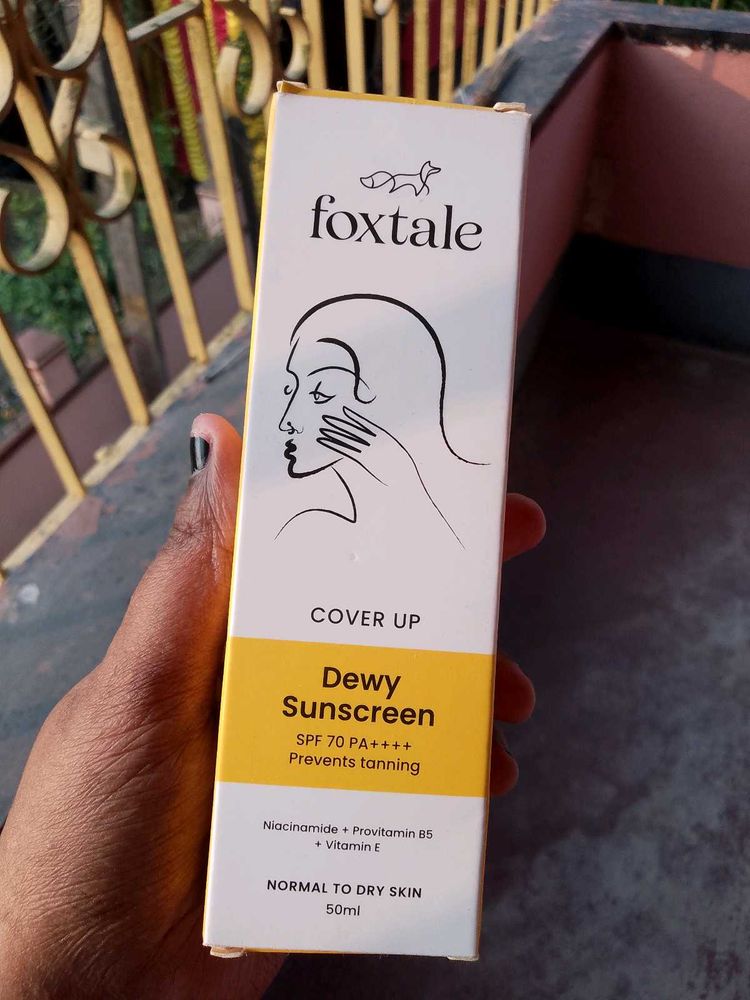 foxtale
COVER UP
Dewy
Sunscreen
SPF 70 PA++++
Prevents tanning
Niacinamide + Provitamin B5
+ Vitamin E
NORMAL TO DRY SKIN
50ml